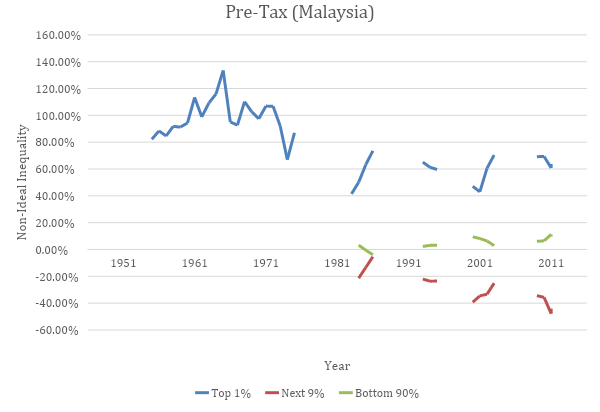 Pre-Tax (Malaysia)
160.00%
140.00%
120.00%
100.00%
80.00%
60.00%
40.00%
20.00%
0.00%
-20.00%
-40.00%
-60.00%
Non-Ideal Inequality
1951 1961 1971 1981 1991 2001 2011
Year
Top 1% Next 9% Bottom 90%